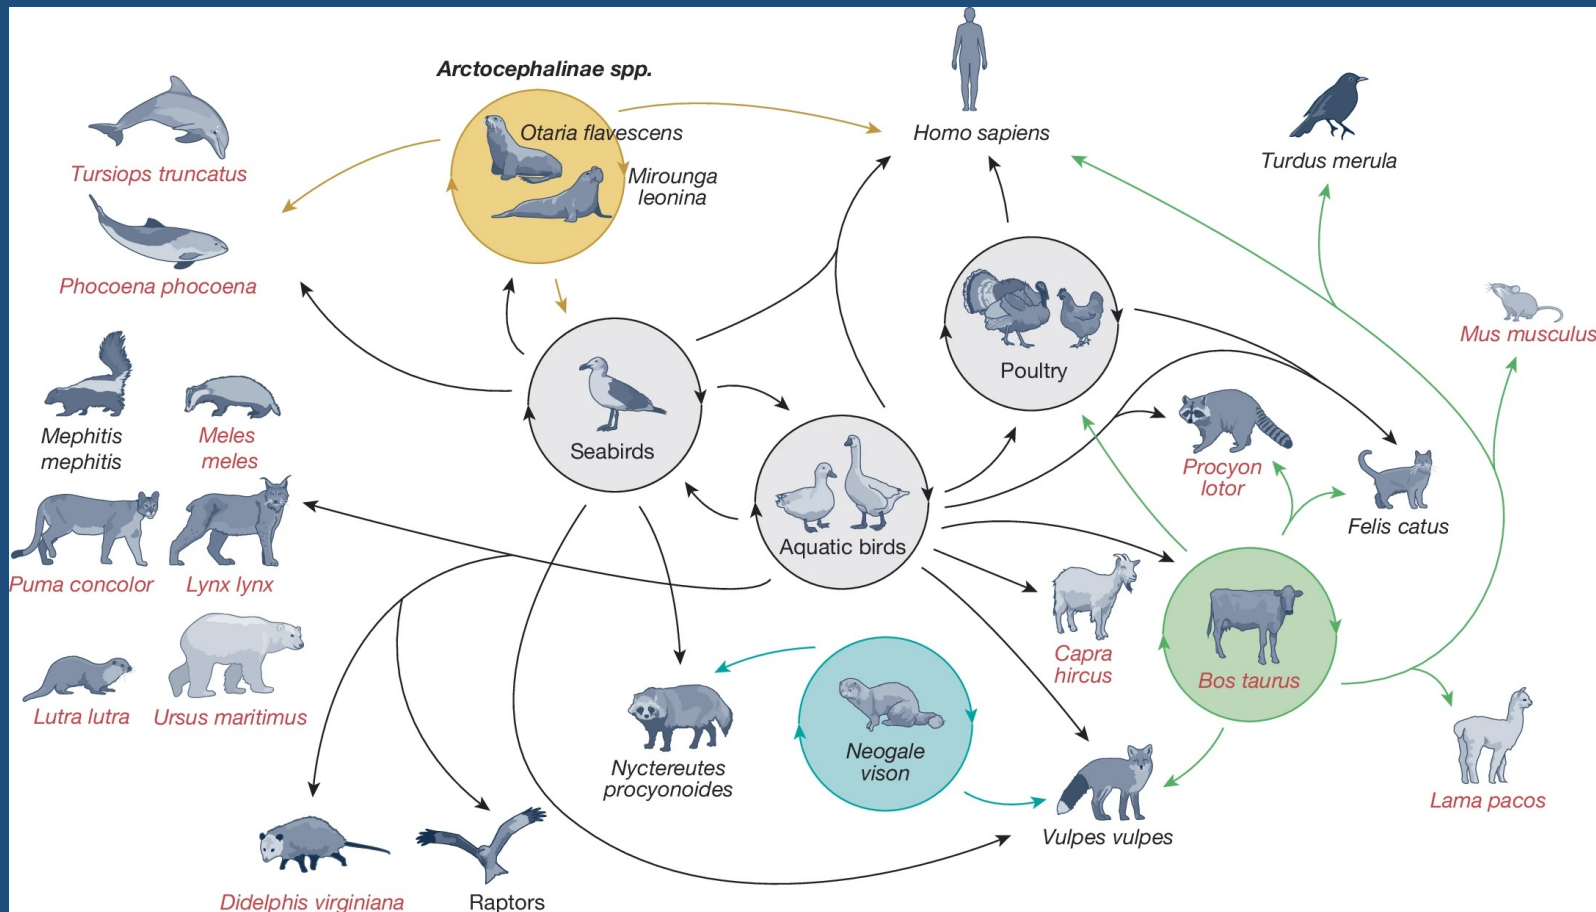 Arctocephalinae spp.
Otaria flavescens
Mirounga
leonina
Homo sapiens
Turdus merula
Tursiops truncatus
Phocoena phocoena
Mus musculus
Poultry
Mephitis
mephitis
Meles
meles
Seabirds
Procyon
lotor
Felis catus
Aquatic birds
Puma concolor
Lynx lynx
Capra
hircus
Bos taurus
Lutra lutra
Ursus maritimus
Nyctereutes
procyonoides
Neogale
vison
Vulpes vulpes
Lama pacos
Didelphis virginiana
Raptors